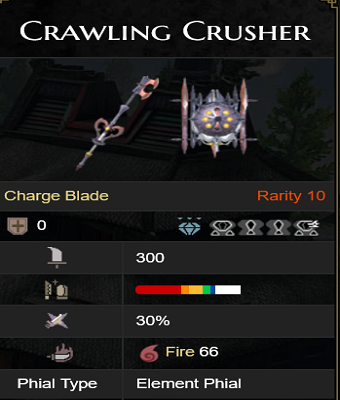 Crawling Crusher
Charge Blade Rarity 10
0
300
30%
Fire 66
Phial Type Element Phial